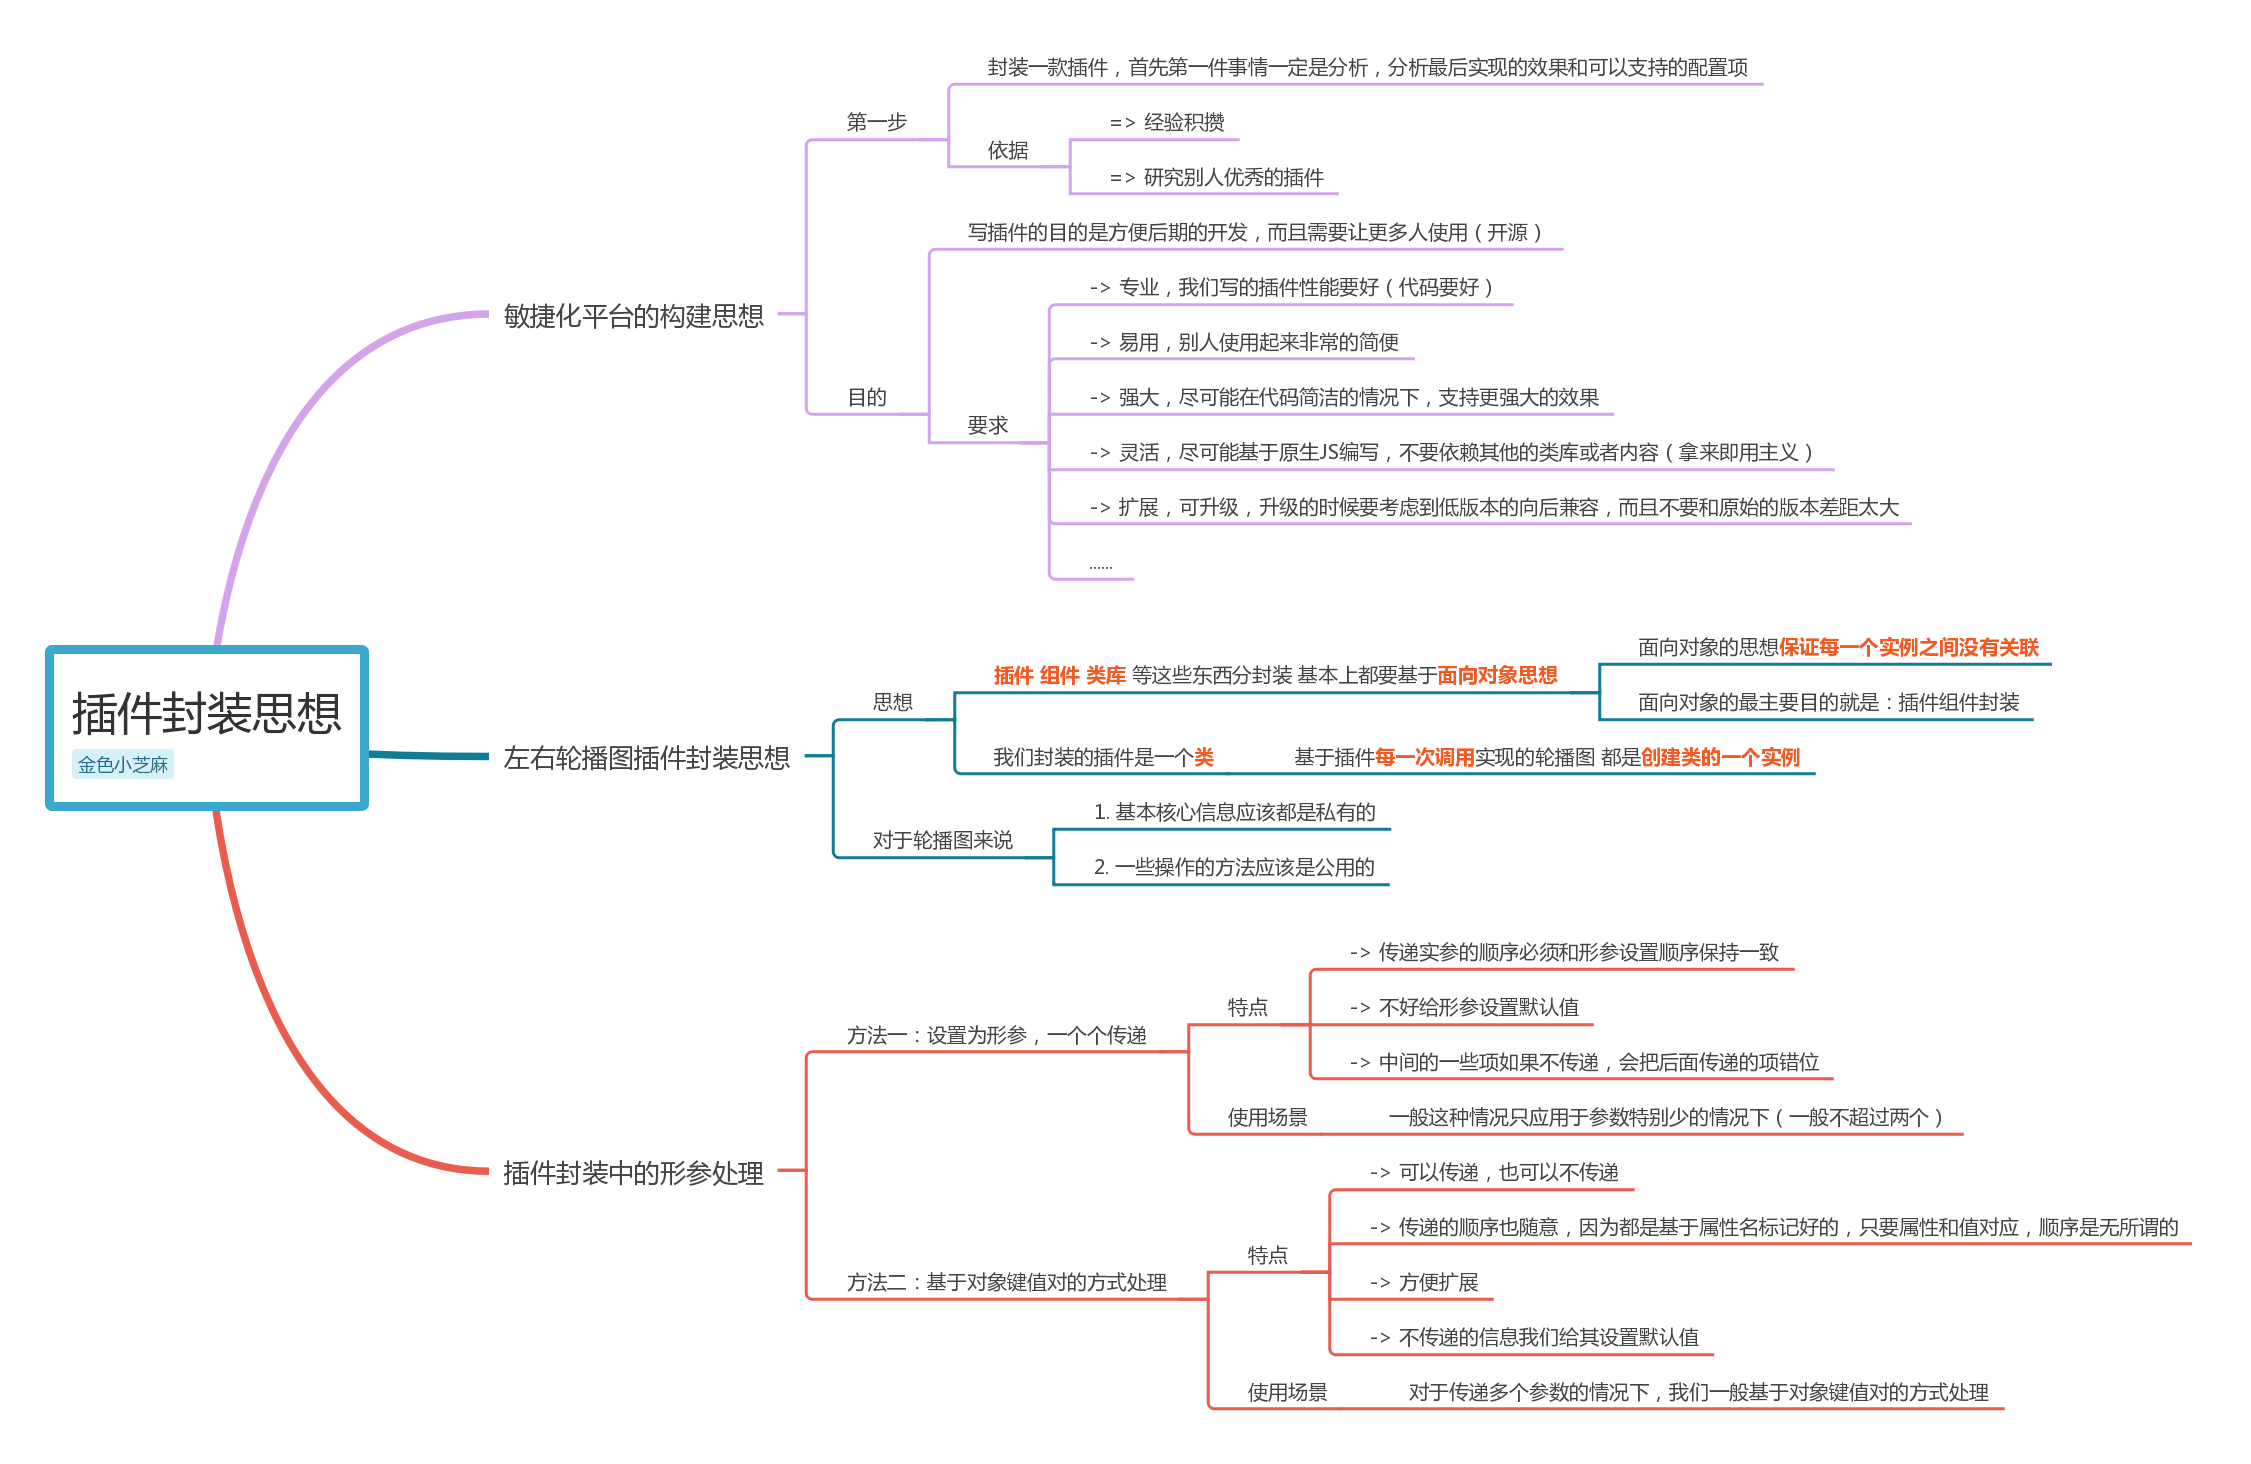 插件封装思想
金色小芝麻
敏捷化平台的构建思想
第一步
封装一款插件，首先第一件事情一定是分析，分析最后实现的效果和可以支持的配置项
依据
=> 经验积攒
=> 研究别人优秀的插件
目的
写插件的目的是方便后期的开发，而且需要让更多人使用（开源）
要求
-> 专业，我们写的插件性能要好（代码要好）
-> 易用，别人使用起来非常的简便
-> 强大，尽可能在代码简洁的情况下，支持更强大的效果
-> 灵活，尽可能基于原生JS编写，不要依赖其他的类库或者内容（拿来即用主义）
-> 扩展，可升级，升级的时候要考虑到低版本的向后兼容，而且不要和原始的版本差距太大
......
左右轮播图插件封装思想
思想
插件 组件 类库 等这些东西分封装 基本上都要基于面向对象思想
面向对象的思想保证每一个实例之间没有关联
面向对象的最主要目的就是：插件组件封装
我们封装的插件是一个类
基于插件每一次调用实现的轮播图 都是创建类的一个实例
对于轮播图来说
1. 基本核心信息应该都是私有的
2. 一些操作的方法应该是公用的
插件封装中的形参处理
方法一：设置为形参，一个个传递
特点
-> 传递实参的顺序必须和形参设置顺序保持一致
-> 不好给形参设置默认值
-> 中间的一些项如果不传递，会把后面传递的项错位
使用场景
一般这种情况只应用于参数特别少的情况下（一般不超过两个）
方法二：基于对象键值对的方式处理
特点
-> 可以传递，也可以不传递
-> 传递的顺序也随意，因为都是基于属性名标记好的，只要属性和值对应，顺序是无所谓的
-> 方便扩展
-> 不传递的信息我们给其设置默认值
使用场景
对于传递多个参数的情况下，我们一般基于对象键值对的方式处理